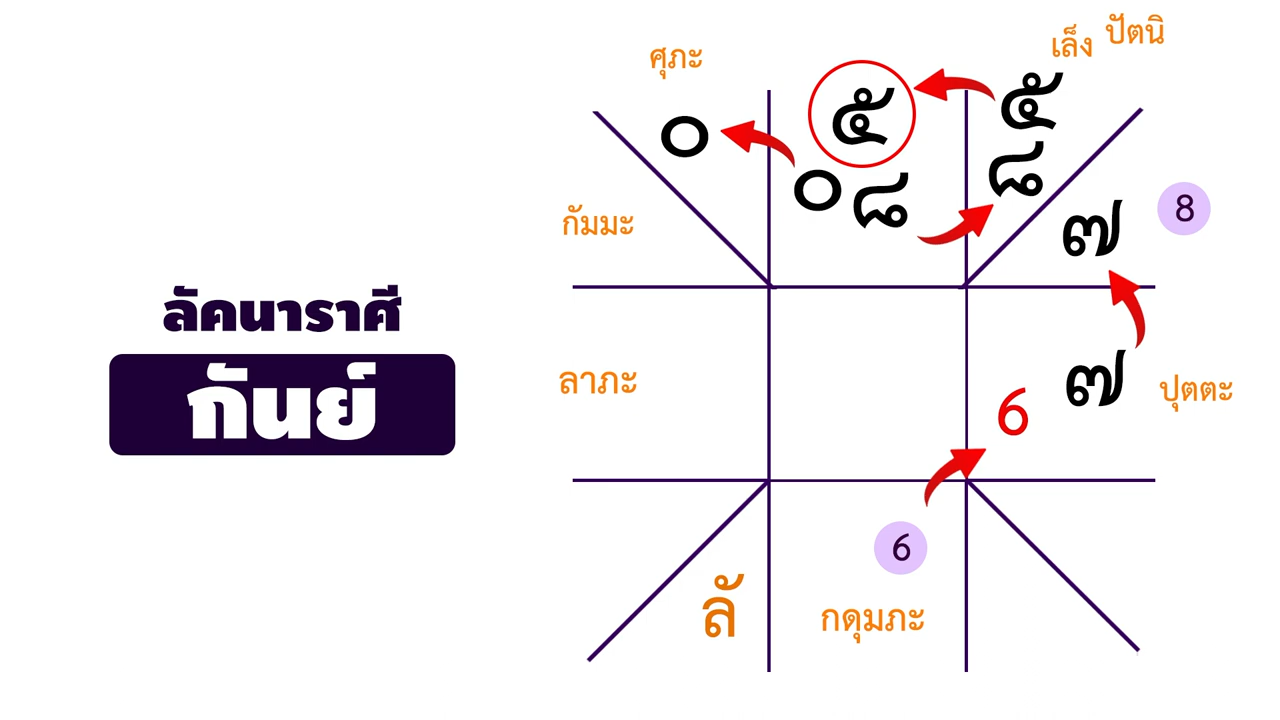 ลัคนาราศี
กันย์
ศุภะ
เล็ง ปัตนิ
๐ ๕ ๕
๐ ๘ ๘
กัมมะ ๗ 8
ลาภะ 6 ๗ ปุตตะ
6
ลั กดุมภะ